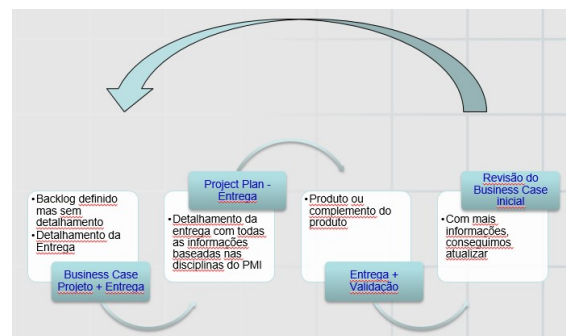 •Backlog definido
mas sem
detalhamento
•Detalhamento da
Entrega
Business Case
Projeto + Entrega
Project Plan -
Entrega
•Detalhamento da
entrega com todas
as informações
baseadas nas
disciplinas do PMI
•Produto ou
complemento do
produto
Entrega +
Validação
Revisão do
Business Case
inicial
•Com mais
informações,
conseguimos
atualizar